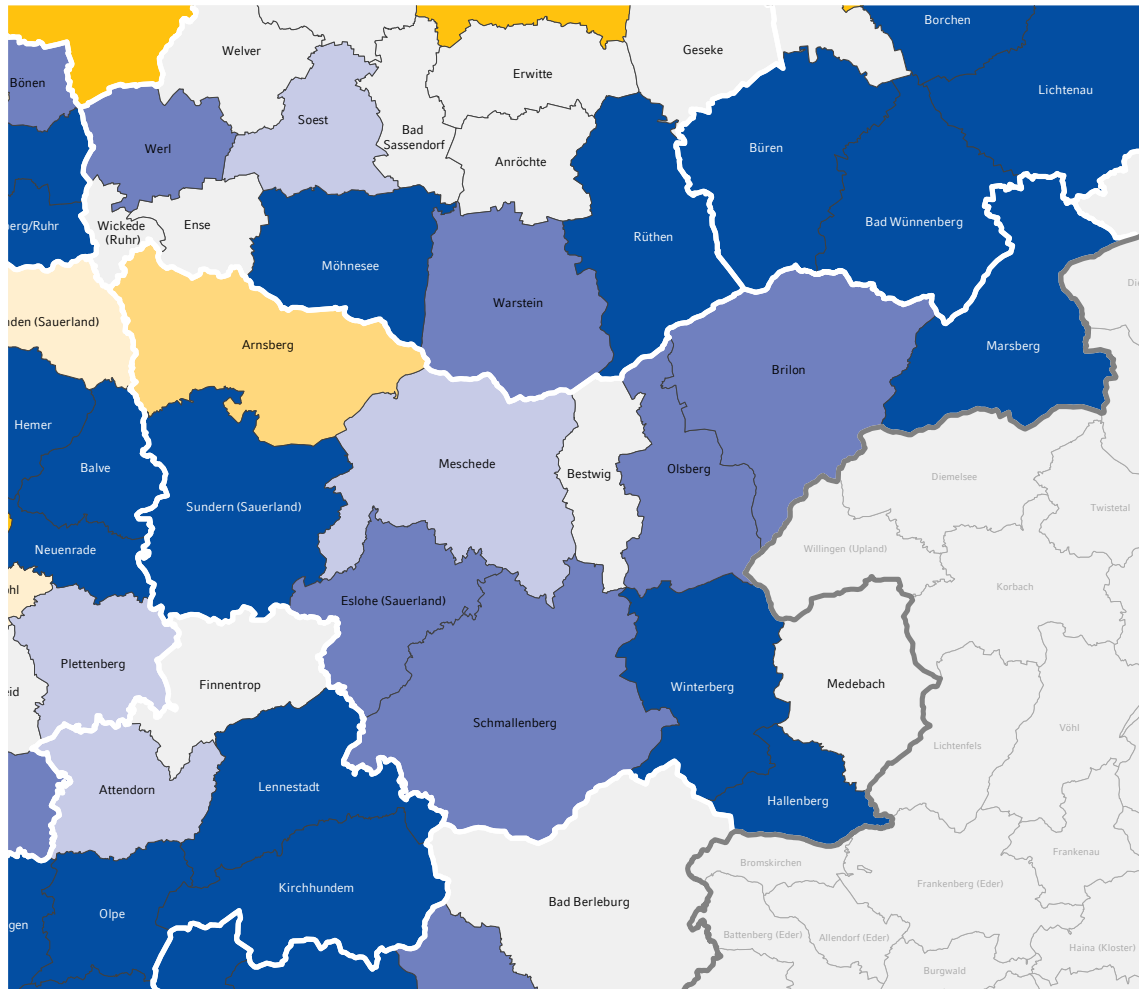 Borchen
Welver
Geseke
Erwitte
Bönen
Lichtenau
Soest
Bad
Sassendorf
Werl
Büren
Anröchte
Wickede
(Ruhr)
Ense
berg/Ruhr
Bad Wünnenberg
Rüthen
Möhnesee
Warstein
nden (Sauerland)
Arnsberg
Marsberg
Brilon
Hemer
Balve
Meschede
Bestwig
Olsberg
Diemelsee
Sundern (Sauerland)
Twistetal
Neuenrade
Willingen (Upland)
ohl
Eslohe (Sauerland)
Korbach
Plettenberg
Finnentrop
eid
Winterberg
Medebach
Schmallenberg
Vöhl
Lichtenfels
Attendorn
Lennestadt
Hallenberg
Frankenau
Bromskirchen
Kirchhundem
Frankenberg (Eder)
Bad Berleburg
Olpe
gen
Battenberg (Eder)
Allendorf (Eder)
Haina (Kloster)
Burgwald